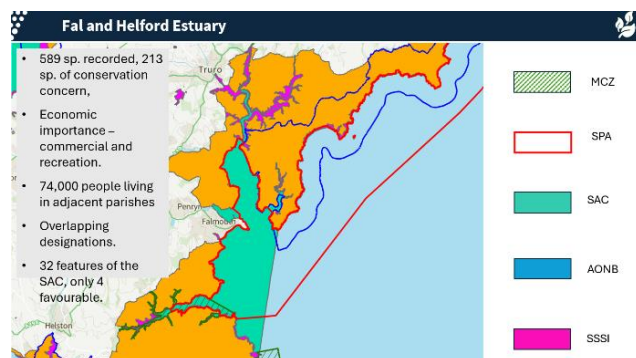 Fal and Helford Estuary
• 589 sp. recorded, 213
sp. of conservation
concern,
• Economic
importance –
commercial and
recreation.
• 74,000 people living
in adjacent parishes
• Overlapping
designations.
• 32 features of the
SAC, only 4
favourable.
Truro
Penryn
Falmouth
Helston
MCZ
SPA
SAC
AONB
SSSI